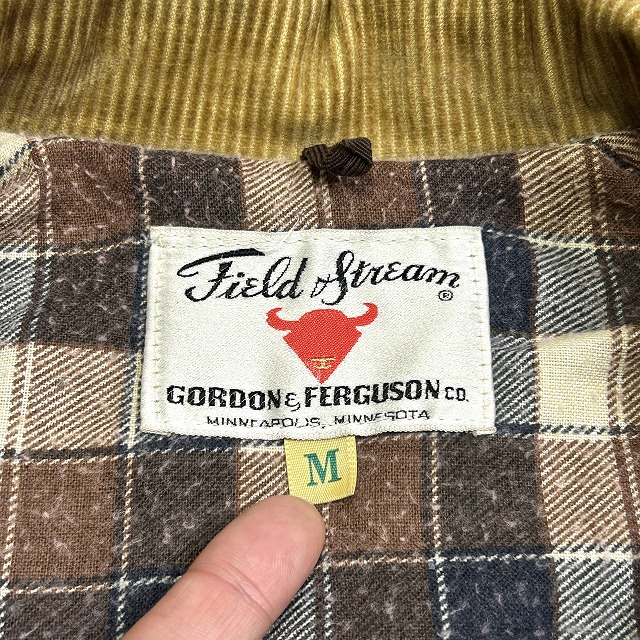 Field & Stream®
GORDON & FERGUSON CO.
MINNEAPOLIS, MINNESOTA
M